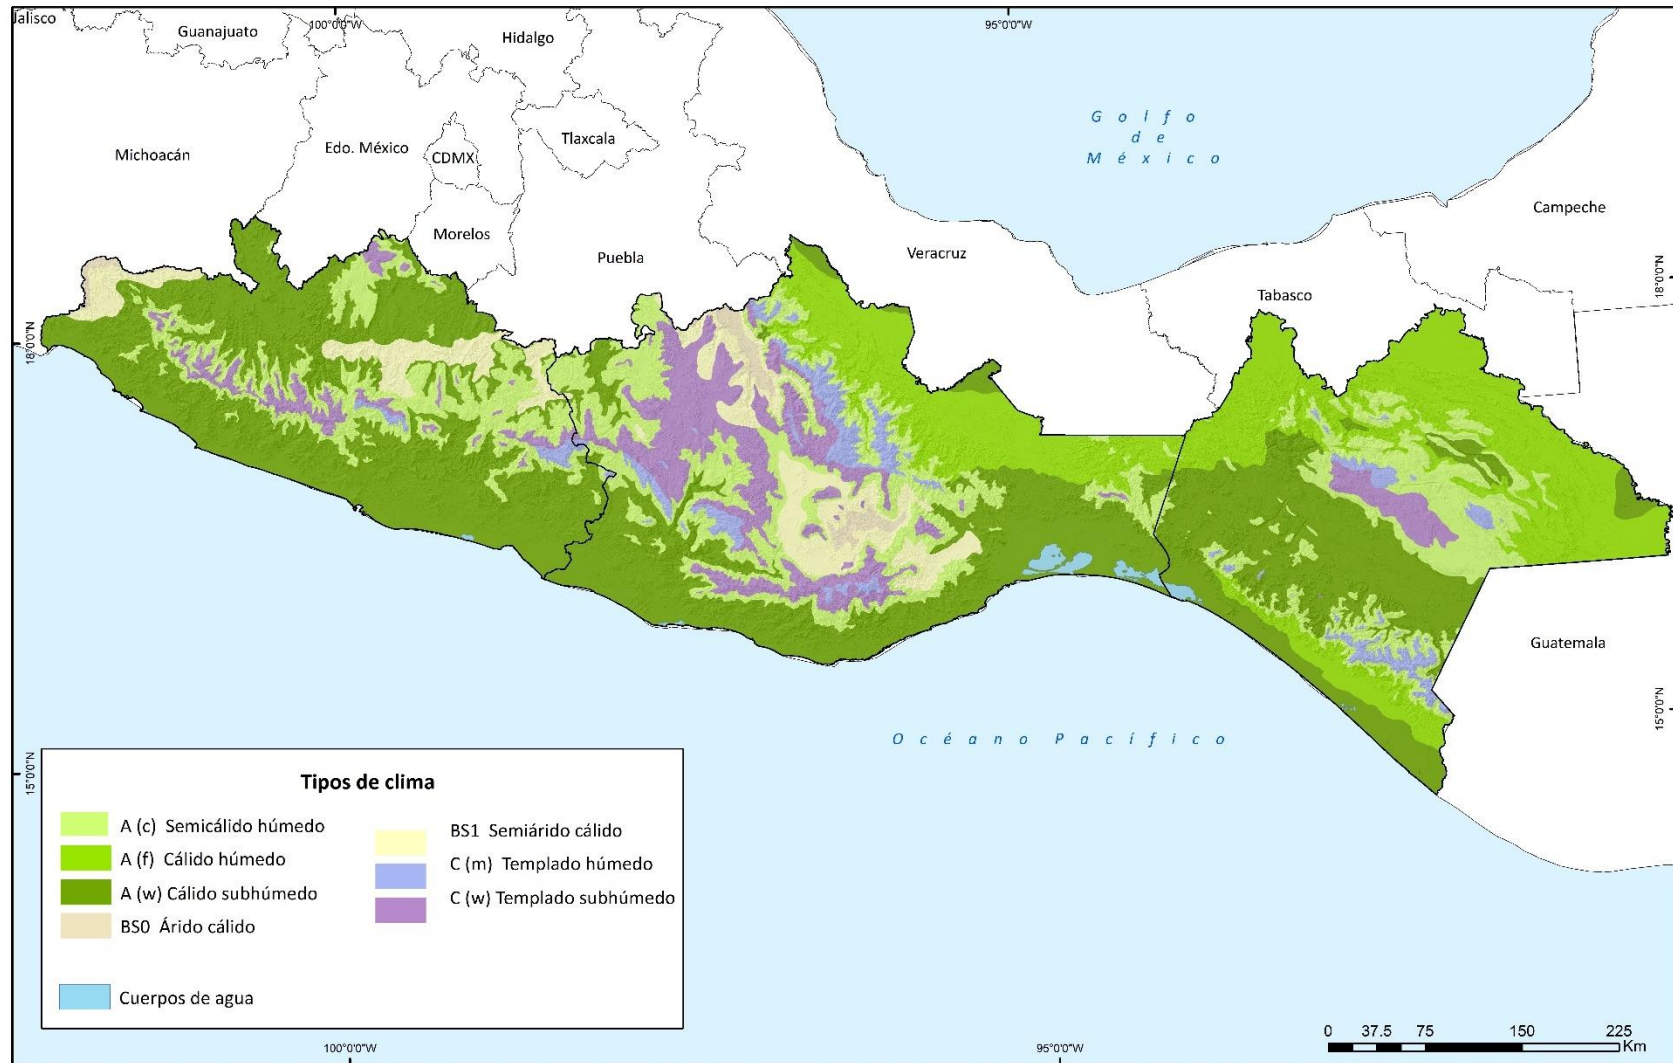 Jalisco
100°0'0"W
95°0'0"W
Guanajuato
Hidalgo
Golfo
de
México
Michoacán
Edo. México
CDMX
Tlaxcala
Campeche
Morelos
Puebla
Veracruz
Tabasco
18°0'0"N
18°0'0"N
Guatemala
Océano Pacífico
15°0'0"N
15°0'0"N
Tipos de clima
A (c) Semicálido húmedo
A (f) Cálido húmedo
A (w) Cálido subhúmedo
BS0 Árido cálido
BS1 Semiárido cálido
C (m) Templado húmedo
C (w) Templado subhúmedo
Cuerpos de agua
0 37.5 75 150 225
Km
100°0'0"W
95°0'0"W